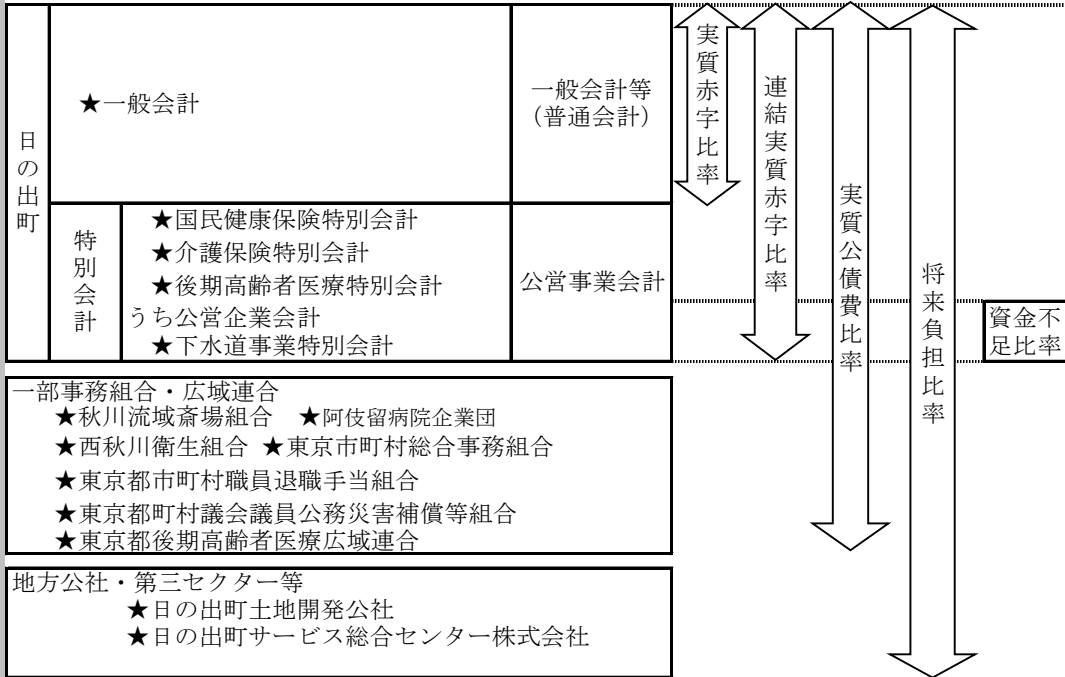 日の出町
★一般会計
一般会計等
(普通会計)
特別会計
★国民健康保険特別会計
★介護保険特別会計
★後期高齢者医療特別会計
うち公営企業会計
★下水道事業特別会計
公営事業会計
実質赤字比率
連結実質赤字比率
実質公債費比率
将来負担比率
資金不
足比率
一部事務組合・広域連合
★秋川流域斎場組合 ★阿伎留病院企業団
★西秋川衛生組合 ★東京市町村総合事務組合
★東京都市町村職員退職手当組合
★東京都町村議会議員公務災害補償等組合
★東京都後期高齢者医療広域連合
地方公社・第三セクター等
★日の出町土地開発公社
★日の出町サービス総合センター株式会社